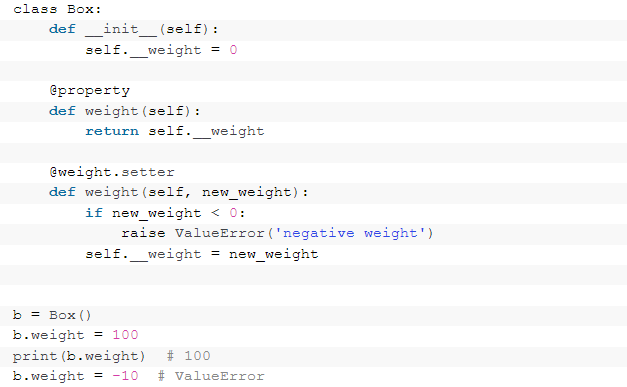 class Box:
    def __init__(self):
        self.__weight = 0

    @property
    def weight(self):
        return self.__weight

    @weight.setter
    def weight(self, new_weight):
        if new_weight < 0:
            raise ValueError('negative weight')
        self.__weight = new_weight


b = Box()
b.weight = 100
print(b.weight)  # 100
b.weight = -10  # ValueError